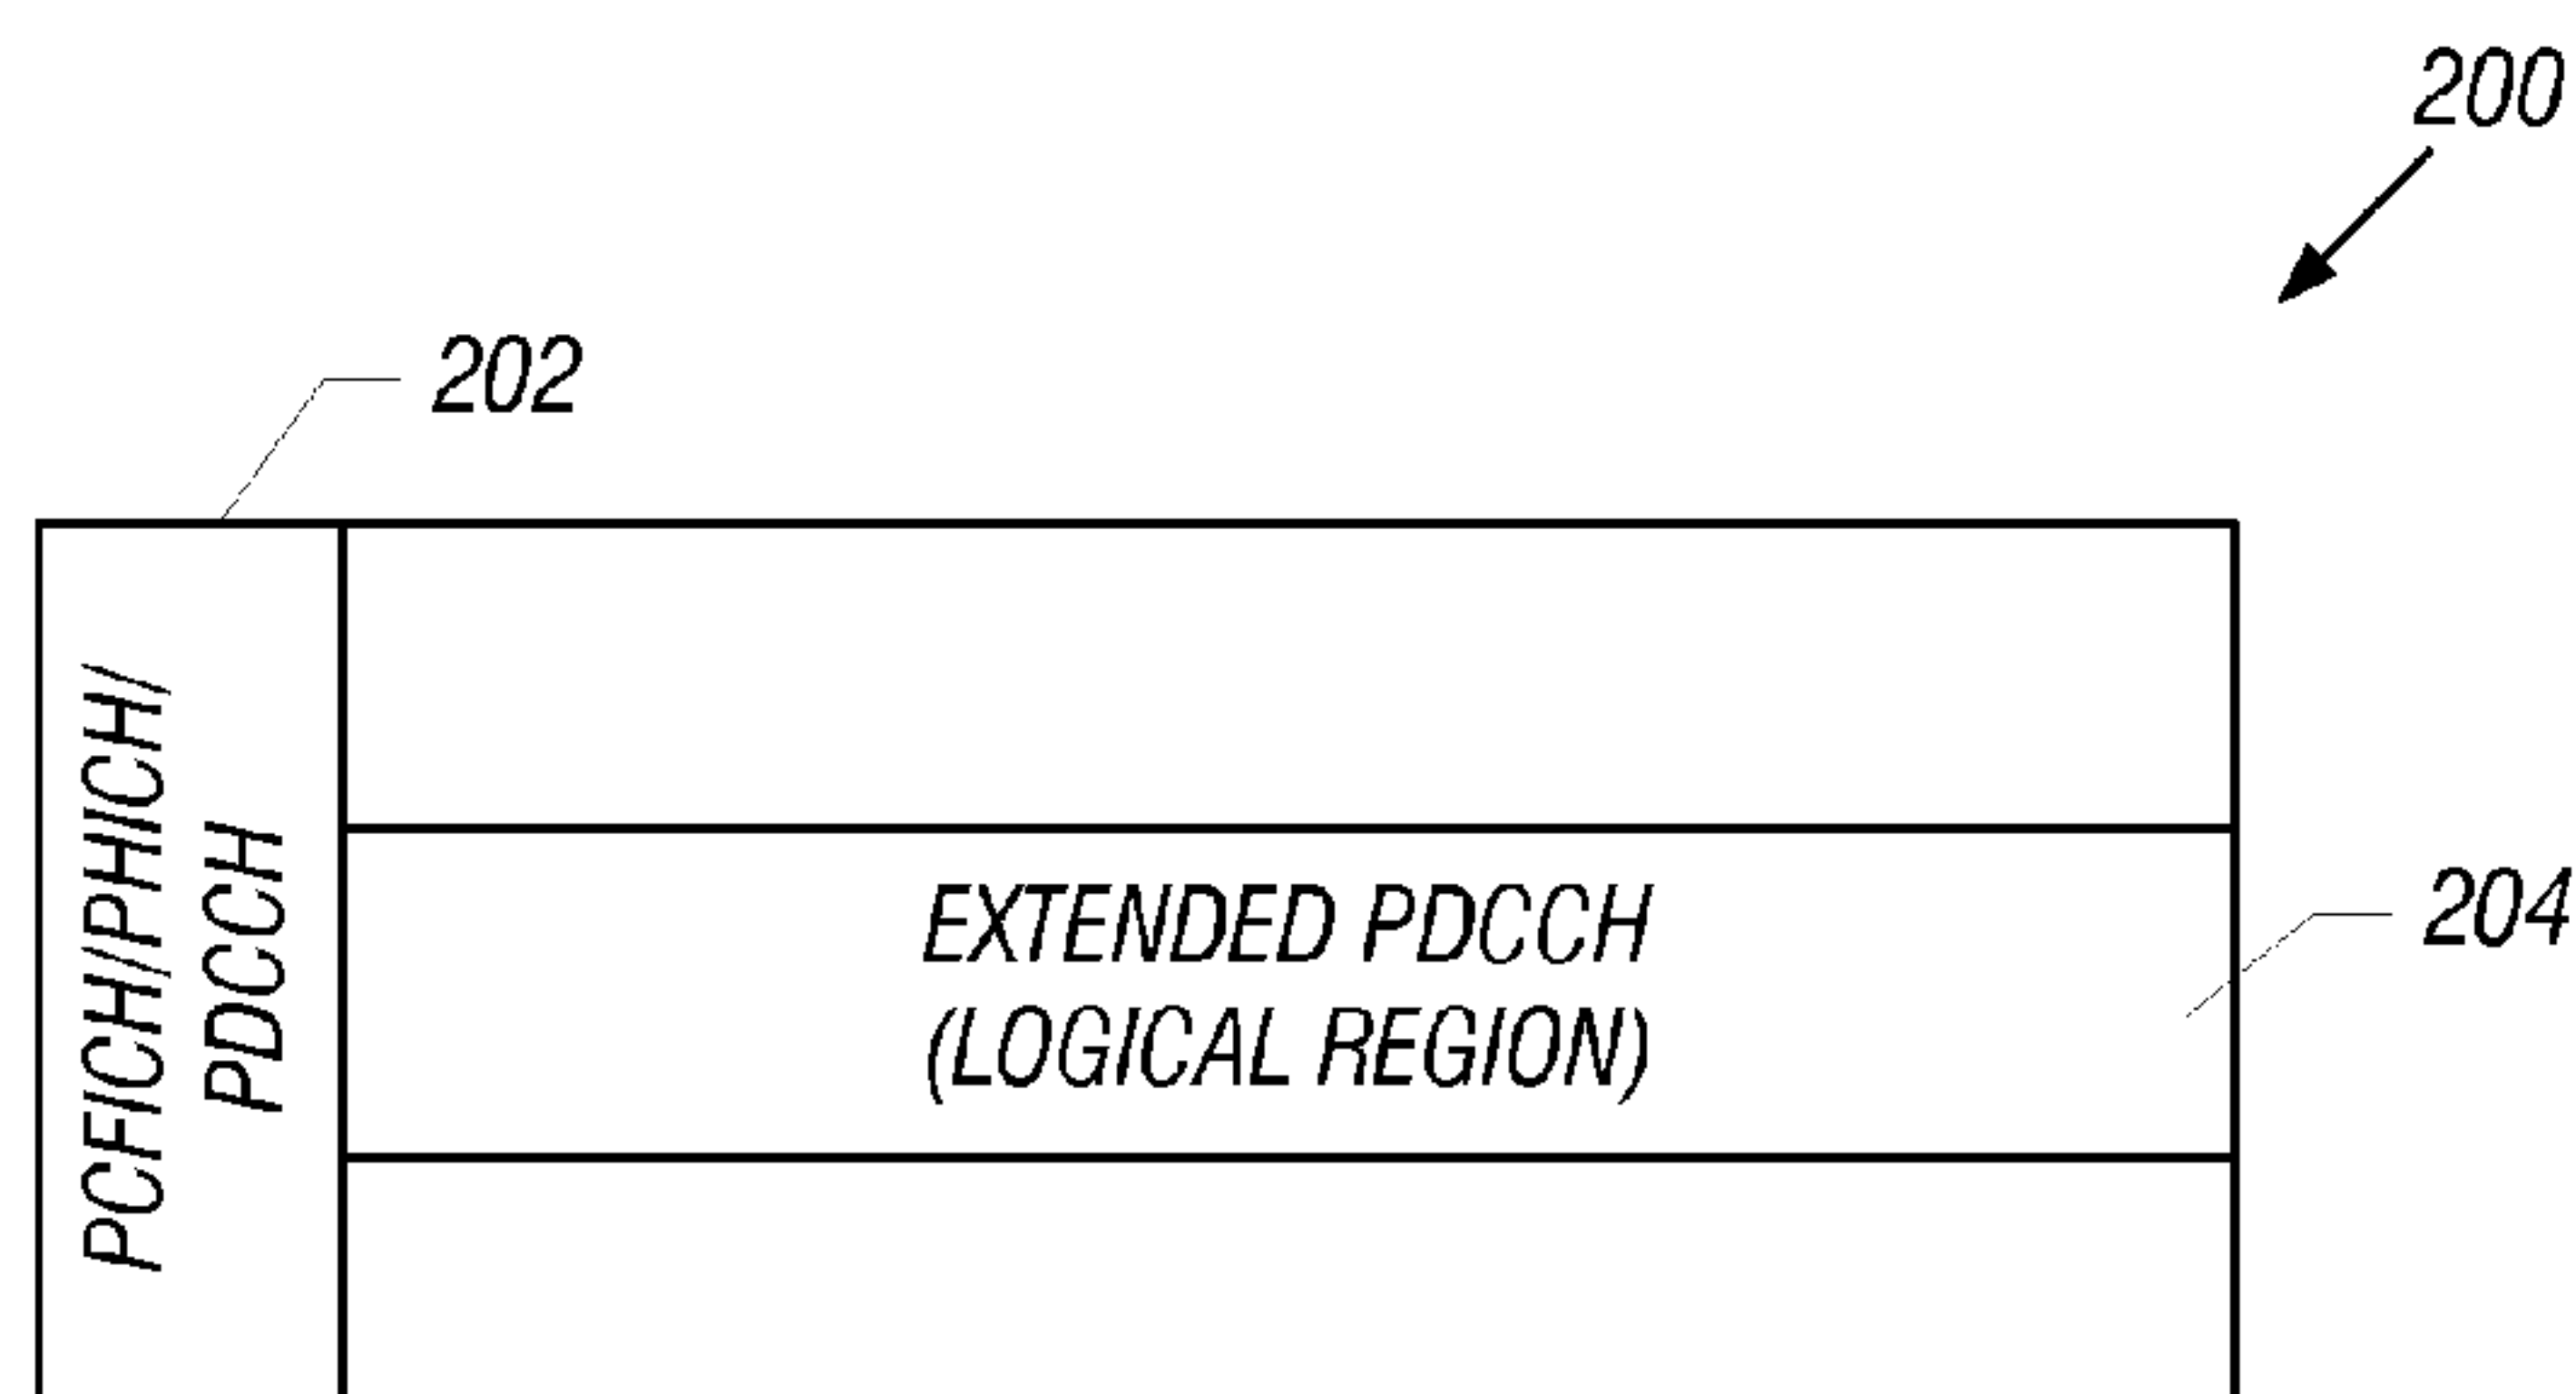 200
202
PCFICH/PHICH/
PDCCH
EXTENDED PDCCH
(LOGICAL REGION)
204